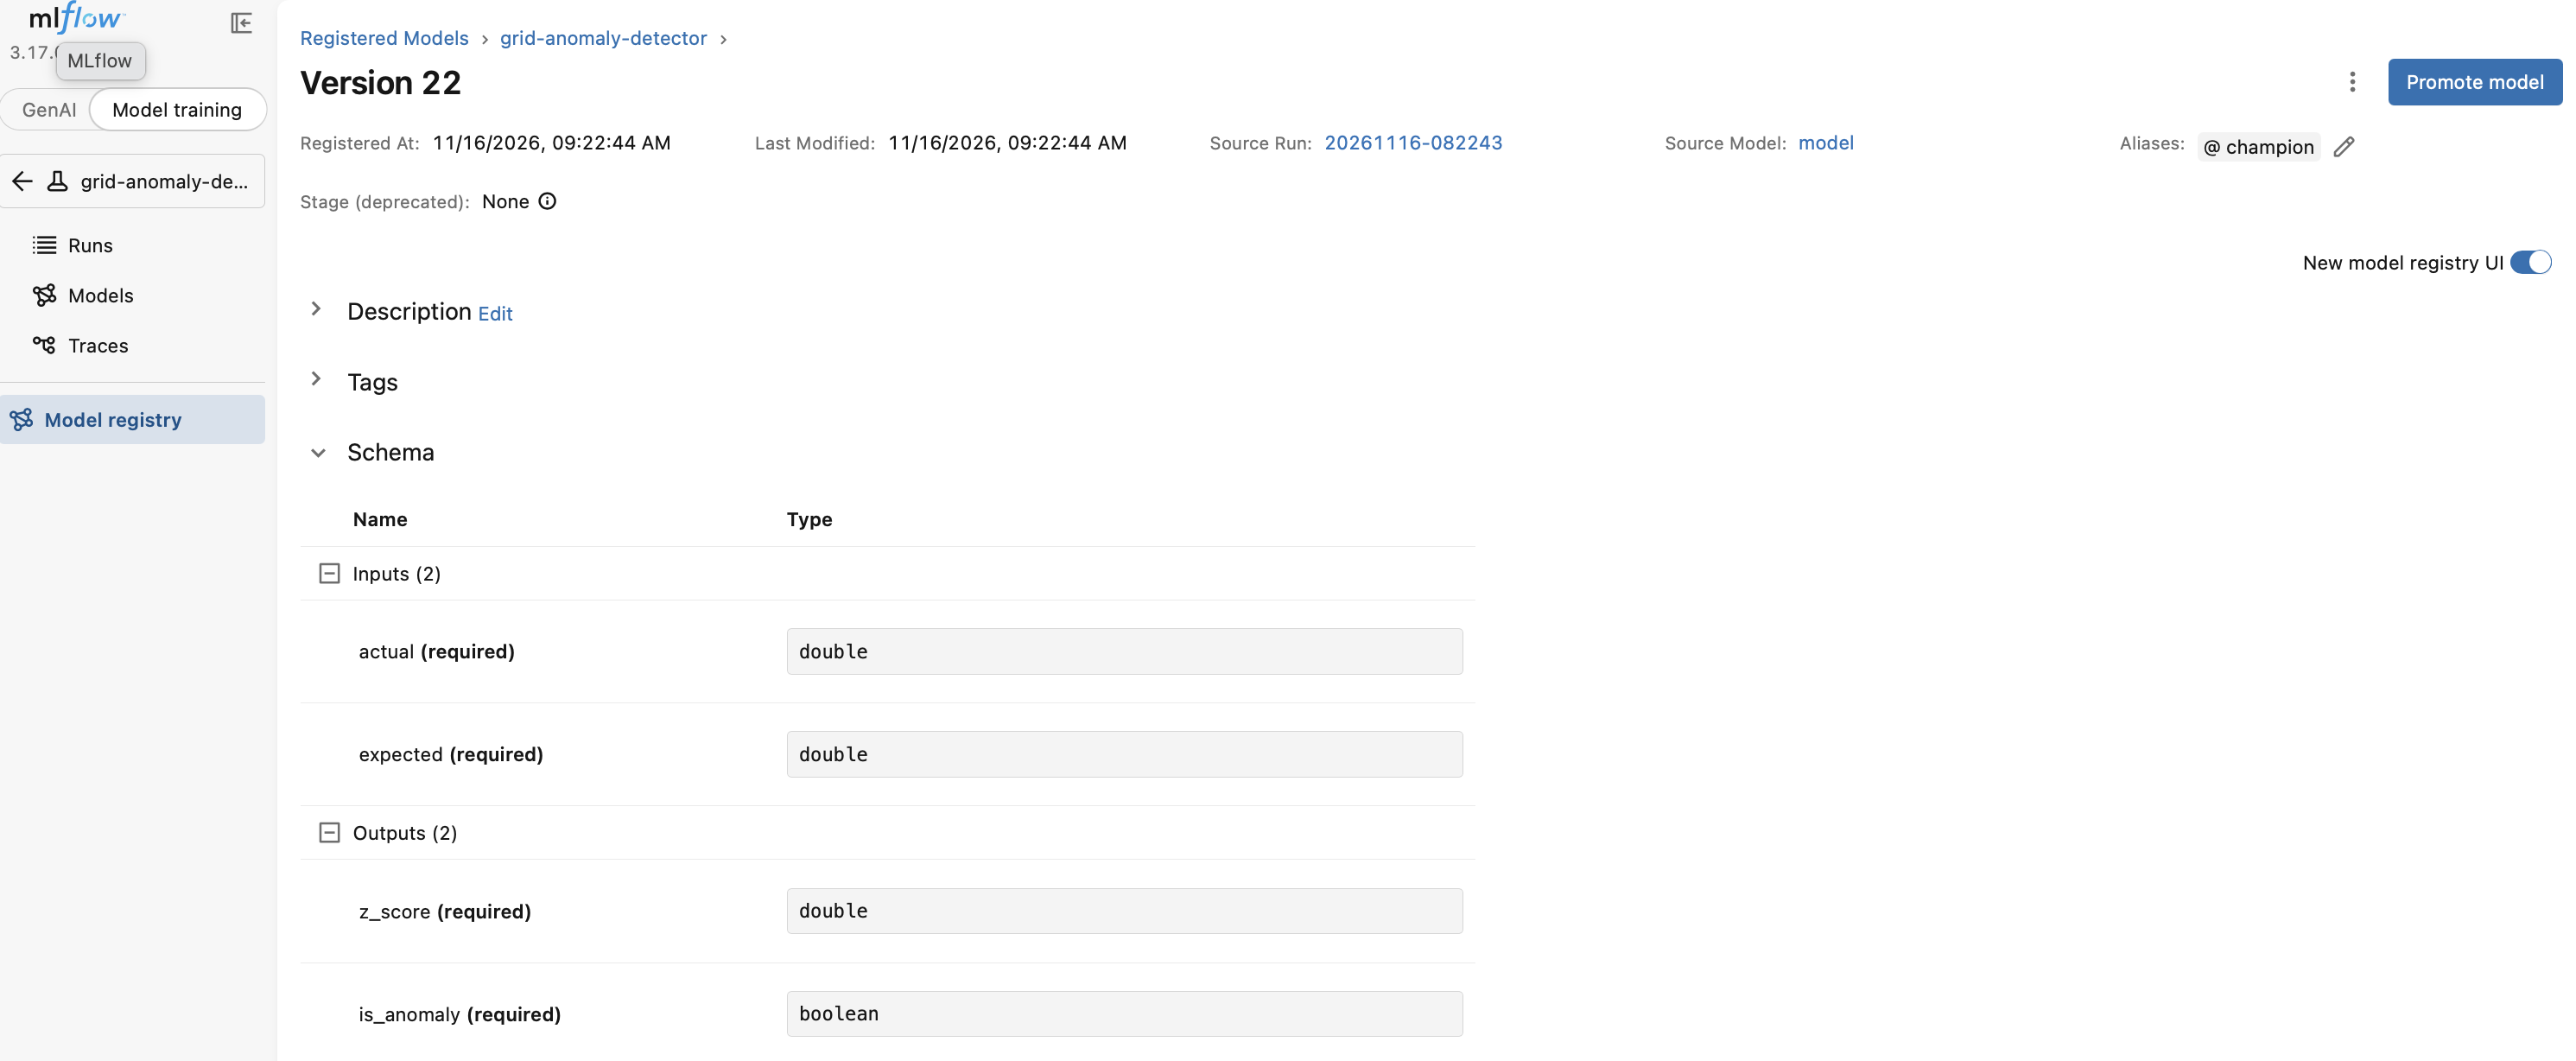 mlflow
3.17.
MLflow
GenAI
Model training
grid-anomaly-de...
Runs
Models
Traces
Model registry
Registered Models › grid-anomaly-detector ›
Version 22
Promote model
Registered At: 11/16/2026, 09:22:44 AM
Last Modified: 11/16/2026, 09:22:44 AM
Source Run: 20261116-082243
Source Model: model
Aliases: @ champion
Stage (deprecated): None
New model registry UI
Description Edit
Tags
Schema
Name Type
Inputs (2)
actual (required) double
expected (required) double
Outputs (2)
z_score (required) double
is_anomaly (required) boolean